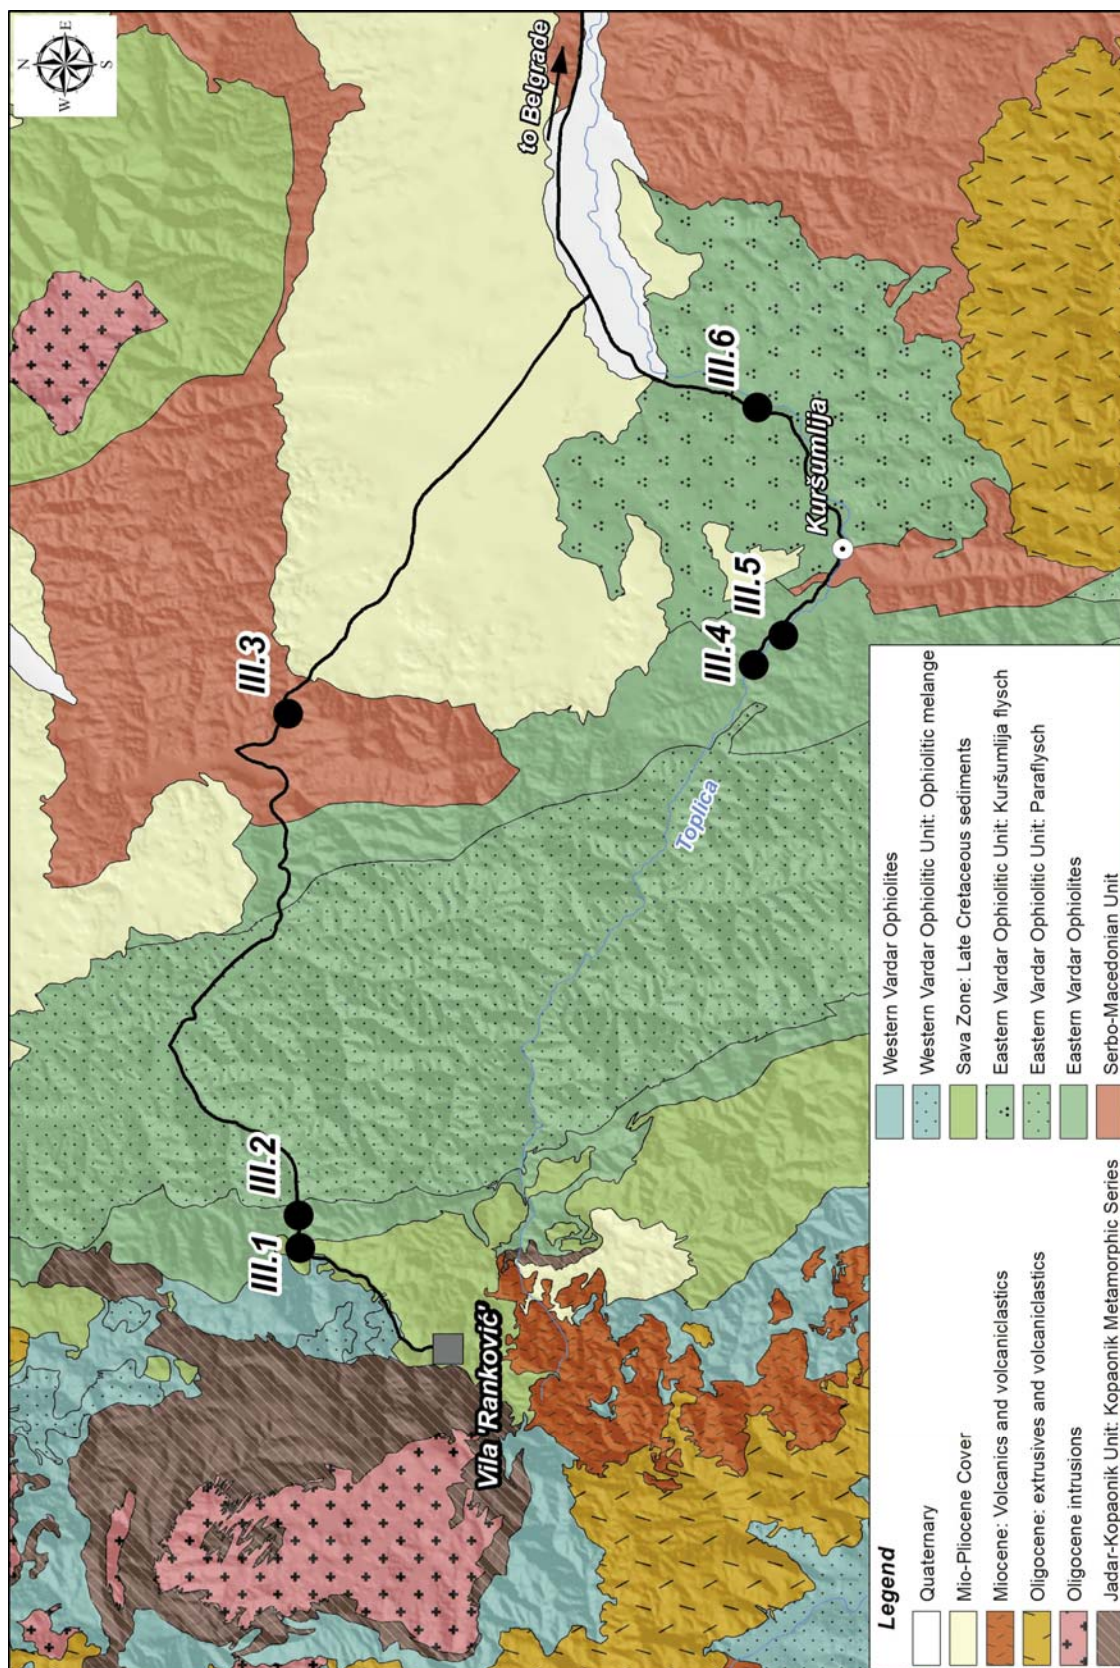 N
W
E
S
to Belgrade
III.3
III.6
Kuršumlija
III.5
III.4
Toplica
III.2
III.1
Vila 'Ranković'
Legend
Quaternary
Mio-Pliocene Cover
Miocene: Volcanics and volcaniclastics
Oligocene: extrusives and volcaniclastics
Oligocene intrusions
Jadar-Kopaonik Unit: Kopaonik Metamorphic Series
Western Vardar Ophiolites
Western Vardar Ophiolitic Unit: Ophiolitic melange
Sava Zone: Late Cretaceous sediments
Eastern Vardar Ophiolitic Unit: Kuršumlija flysch
Eastern Vardar Ophiolitic Unit: Paraflysch
Eastern Vardar Ophiolites
Serbo-Macedonian Unit